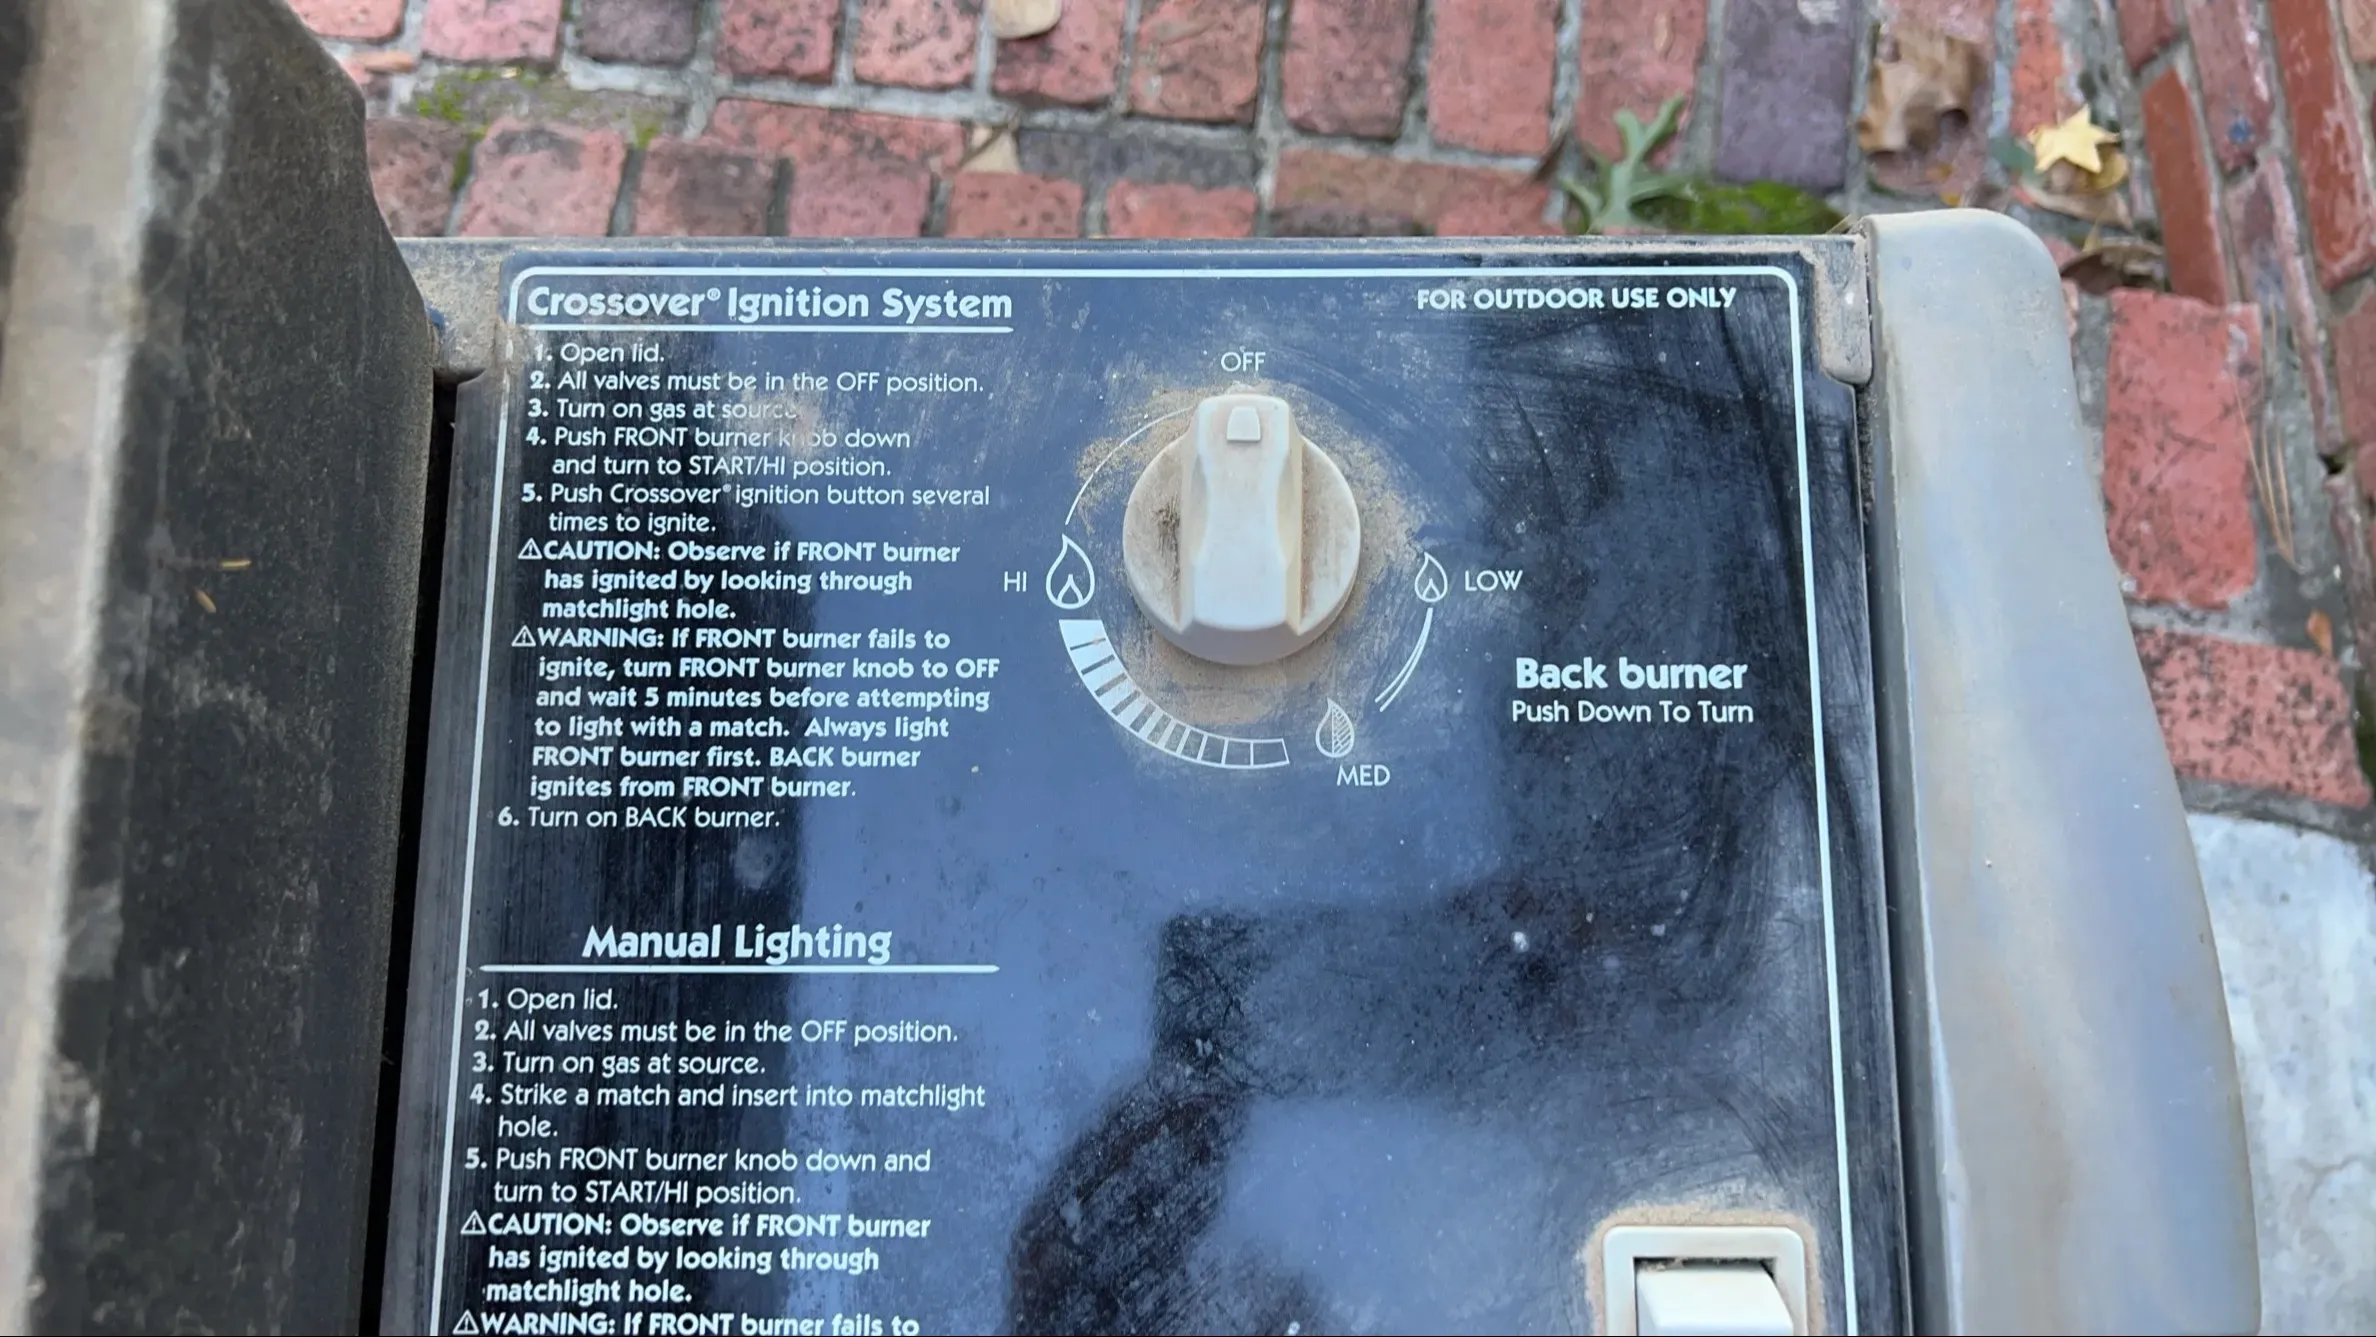 Crossover® Ignition System
1. Open lid.
2. All valves must be in the OFF position.
3. Turn on gas at source.
4. Push FRONT burner knob down
and turn to START/HI position.
5. Push Crossover® ignition button several
times to ignite.
⚠CAUTION: Observe if FRONT burner
has ignited by looking through
matchlight hole.
⚠WARNING: If FRONT burner fails to
ignite, turn FRONT burner knob to OFF
and wait 5 minutes before attempting
to light with a match. Always light
FRONT burner first. BACK burner
ignites from FRONT burner.
6. Turn on BACK burner.
Manual Lighting
1. Open lid.
2. All valves must be in the OFF position.
3. Turn on gas at source.
4. Strike a match and insert into matchlight
hole.
5. Push FRONT burner knob down and
turn to START/HI position.
⚠CAUTION: Observe if FRONT burner
has ignited by looking through
matchlight hole.
⚠WARNING: If FRONT burner fails to
FOR OUTDOOR USE ONLY
OFF
HI
LOW
MED
Back burner
Push Down To Turn